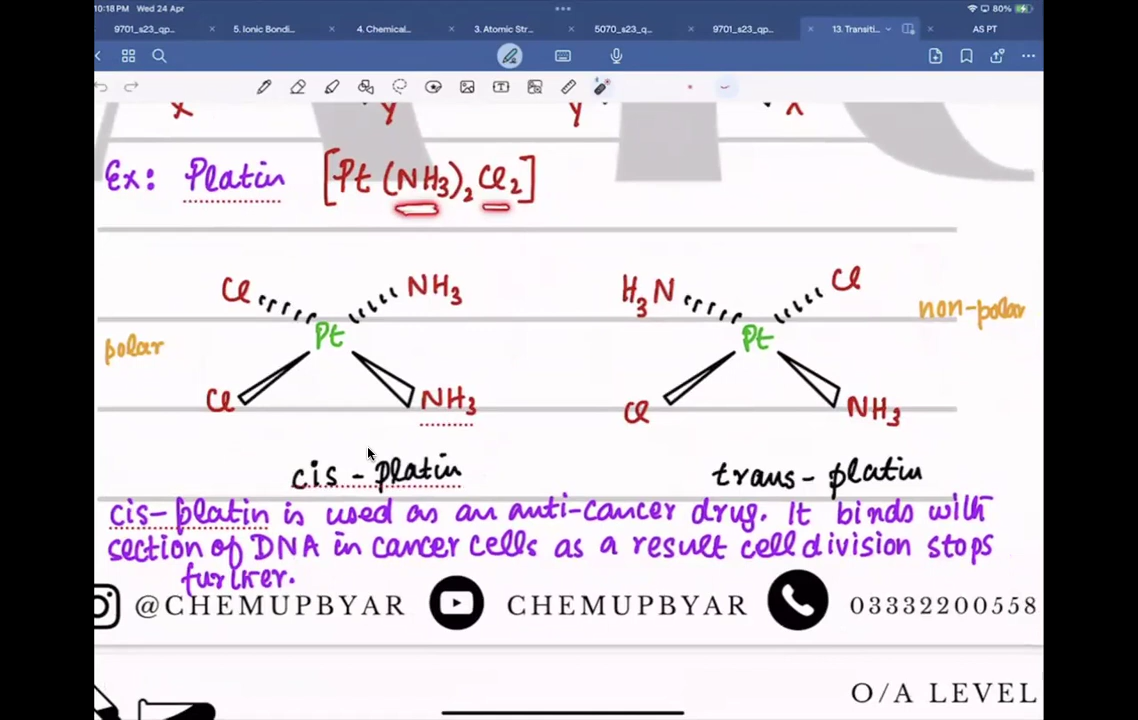 10:18 PM Wed 24 Apr
80%
9701_s23_qp... 5. Ionic Bondi... 4. Chemical... 3. Atomic Str... 5070_s23_q... 9701_s23_qp... 13. Transiti... AS PT
x y y x
Ex: Platin [Pt(NH3)2Cl2]
Cl NH3 H3N Cl
non-polar
Pt Pt
polar
Cl NH3 Cl NH3
cis-platin trans-platin
cis-platin is used as an anti-cancer drug. It binds with
section of DNA in cancer cells as a result cell division stops
further.
@CHEMUPBYAR CHEMUPBYAR 03332200558
O/A LEVEL